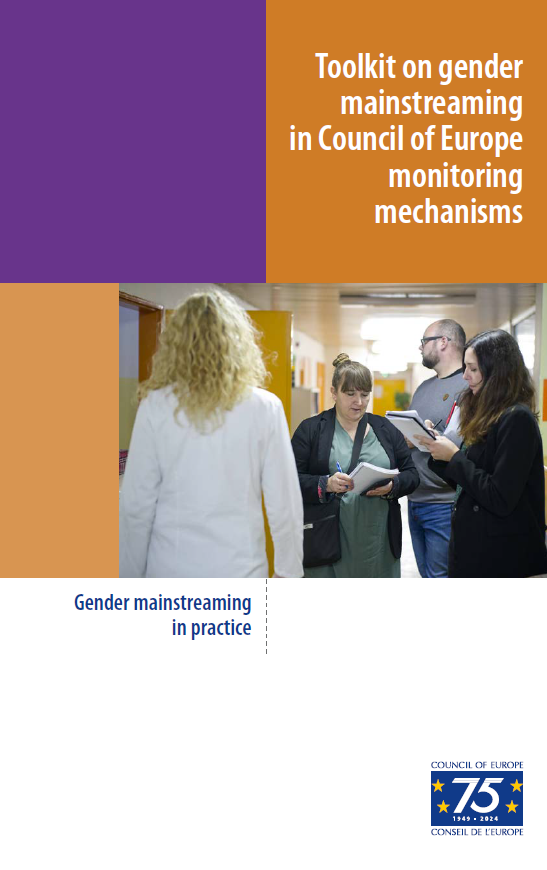 Toolkit on gender
mainstreaming
in Council of Europe
monitoring
mechanisms
Gender mainstreaming
in practice
COUNCIL OF EUROPE
75
1949 • 2024
CONSEIL DE L'EUROPE